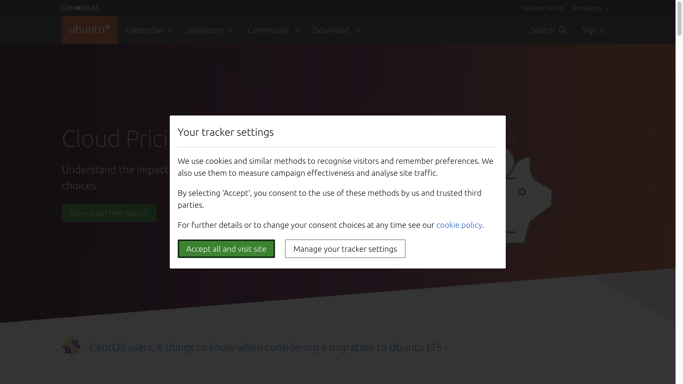 CANONICAL
We are hiring
Products
ubuntu
Enterprise
Developer
Community
Download
Search
Sign in
Cloud Prici
Understand the impact
choices
Download free report
Your tracker settings
We use cookies and similar methods to recognise visitors and remember preferences. We
also use them to measure campaign effectiveness and analyse site traffic.
By selecting ‘Accept‘, you consent to the use of these methods by us and trusted third
parties.
For further details or to change your consent choices at any time see our cookie policy.
Accept all and visit site
Manage your tracker settings
CentOS users, 6 things to know when considering a migration to Ubuntu LTS ›